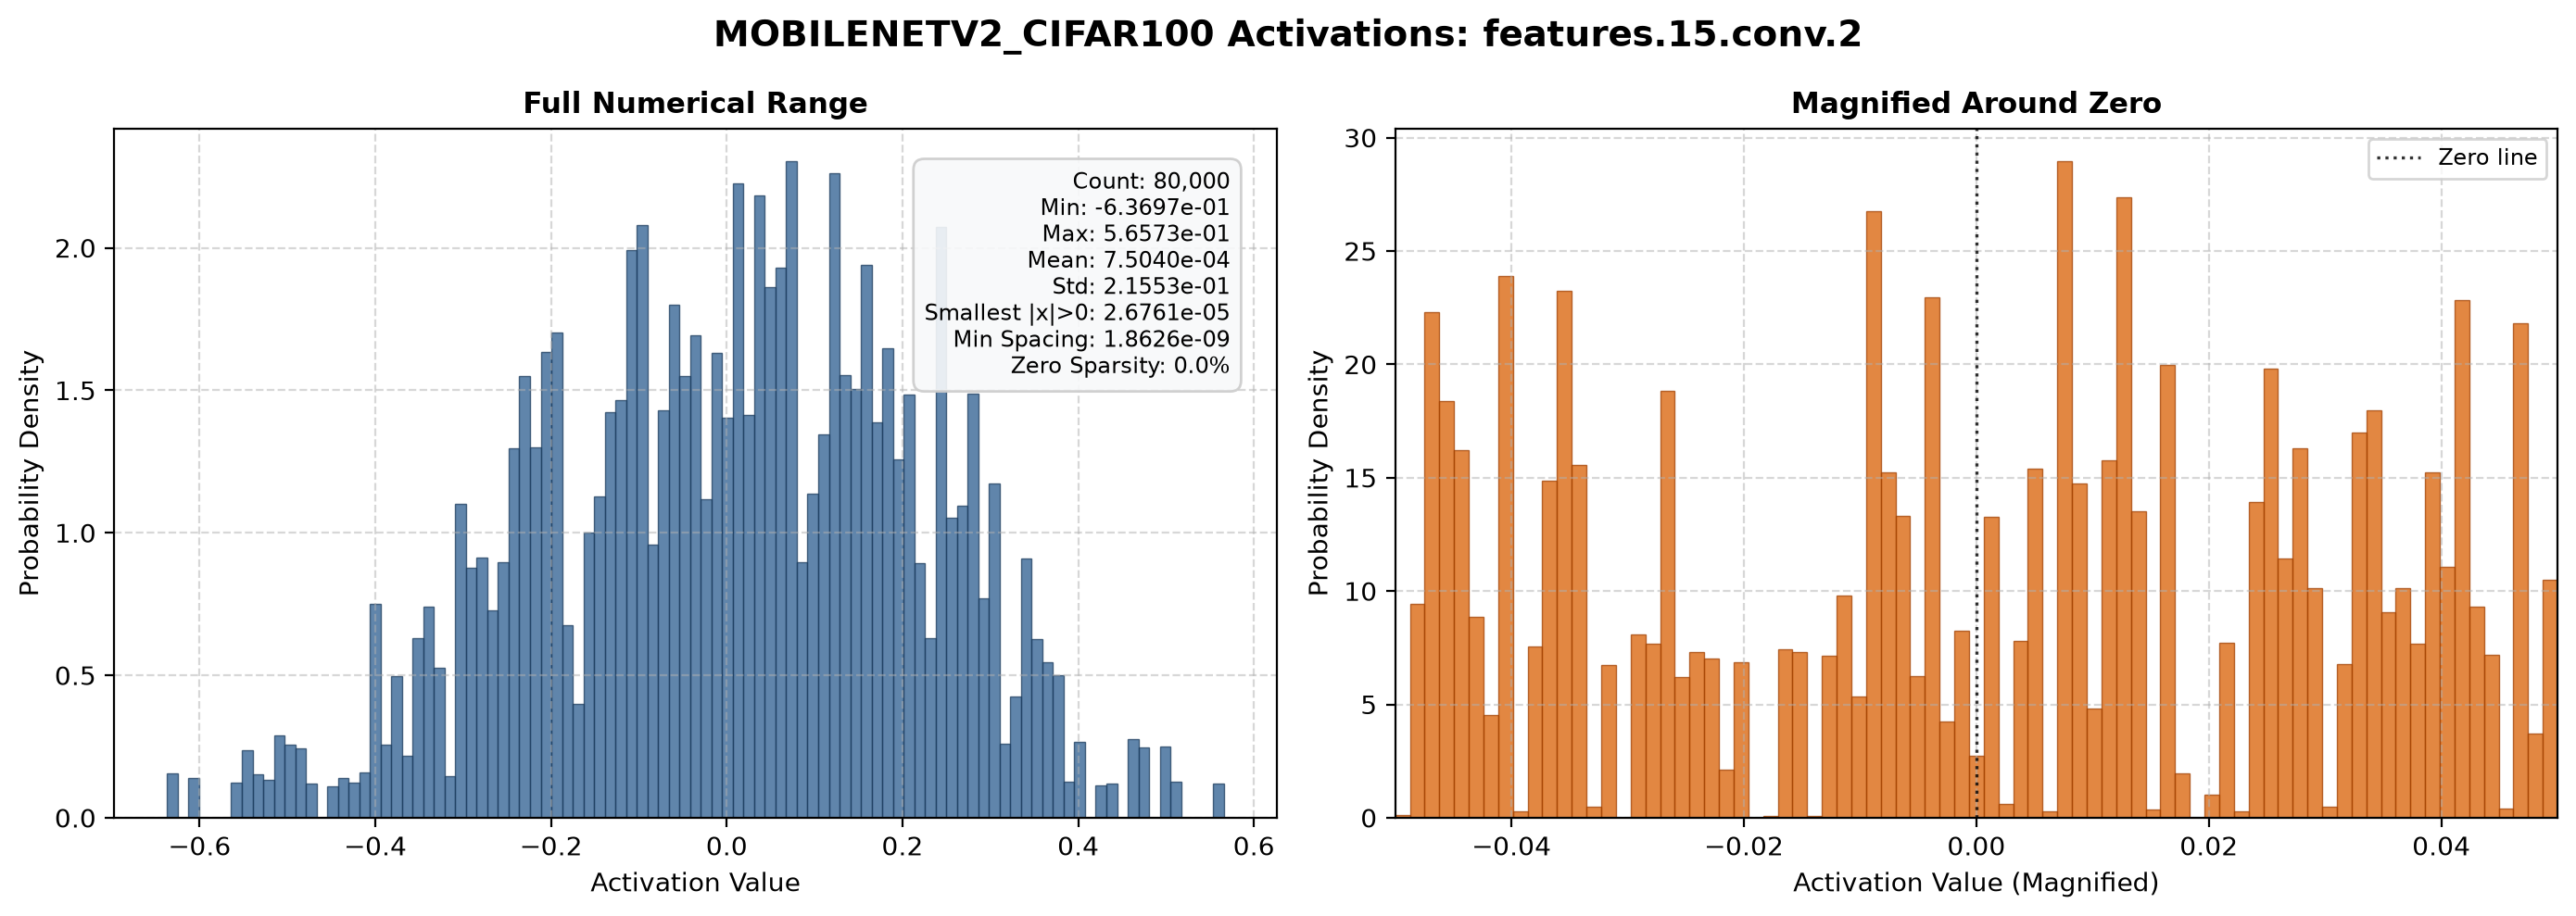 MOBILENETV2_CIFAR100 Activations: features.15.conv.2
Full Numerical Range
Probability Density
2.0
1.5
1.0
0.5
0.0
Count: 80,000
Min: -6.3697e-01
Max: 5.6573e-01
Mean: 7.5040e-04
Std: 2.1553e-01
Smallest |x|>0: 2.6761e-05
Min Spacing: 1.8626e-09
Zero Sparsity: 0.0%
−0.6 −0.4 −0.2 0.0 0.2 0.4 0.6
Activation Value
Magnified Around Zero
Probability Density
30
25
20
15
10
5
0
Zero line
−0.04 −0.02 0.00 0.02 0.04
Activation Value (Magnified)